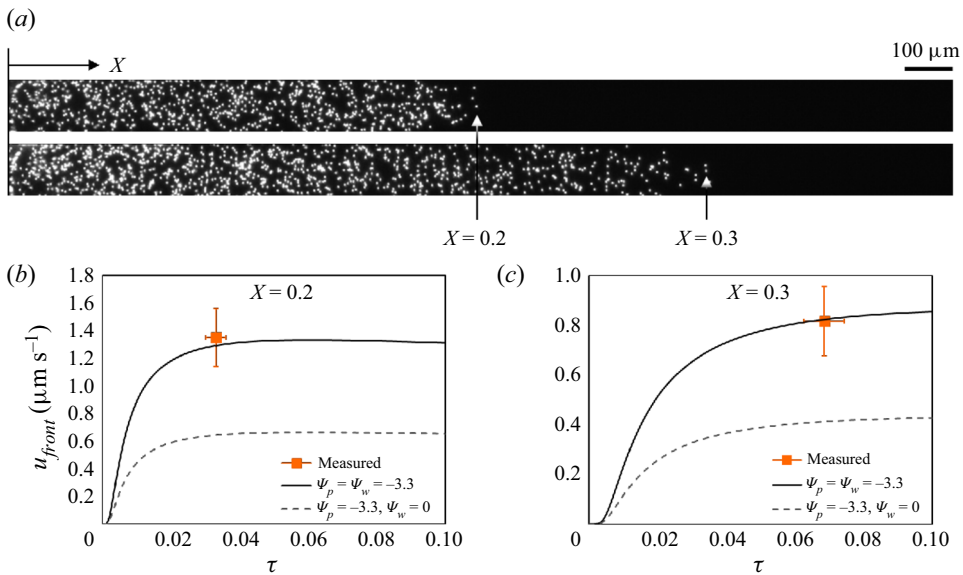 (a)
100 μm
X
X = 0.2
X = 0.3
(b)
1.8
1.6
1.4
1.2
1.0
0.8
0.6
0.4
0.2
0
0.02
0.04
0.06
0.08
0.10
X = 0.2
u_front (μm s⁻¹)
τ
Measured
Ψ_p = Ψ_w = –3.3
Ψ_p = –3.3, Ψ_w = 0
(c)
1.0
0.8
0.6
0.4
0.2
0
0.02
0.04
0.06
0.08
0.10
X = 0.3
τ
Measured
Ψ_p = Ψ_w = –3.3
Ψ_p = –3.3, Ψ_w = 0